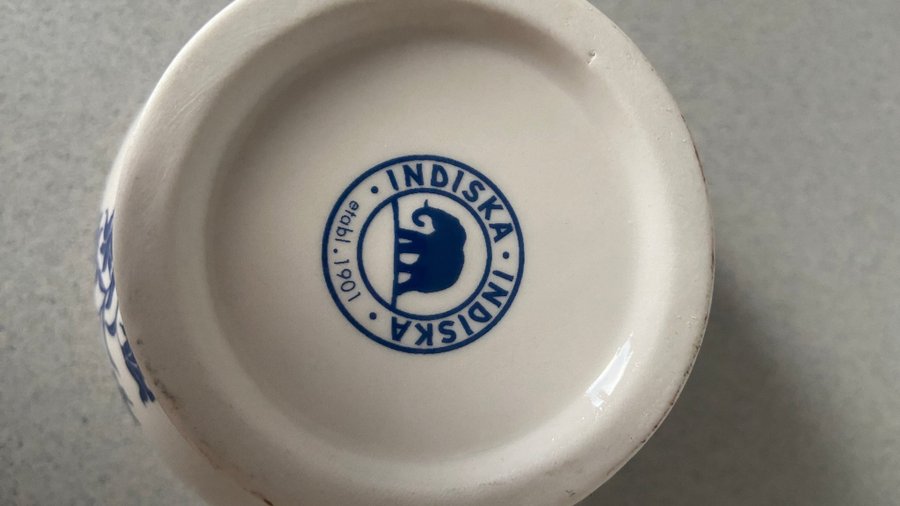 INDISKA · INDISKA ·
etabl. 1901 ·